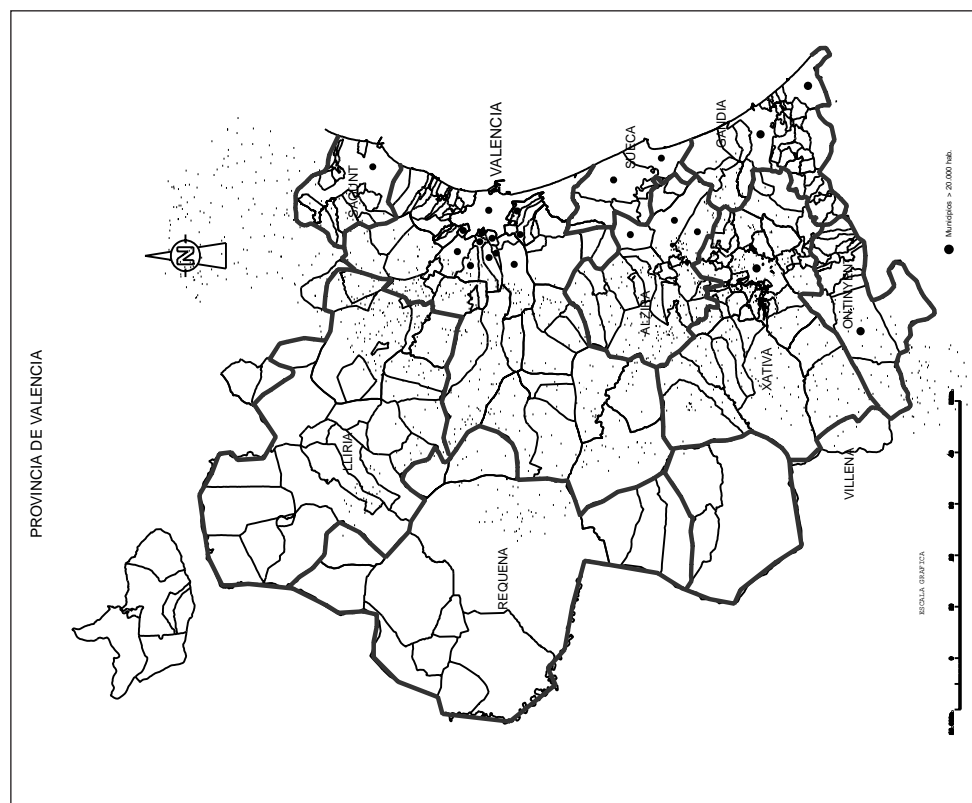 PROVINCIA DE VALENCIA
N
SAGUNT
VALENCIA
SUECA
GANDIA
LLIRIA
REQUENA
ALZIRA
XATIVA
ONTINYENT
VILLENA
Municipios > 20.000 hab.
ESCALA GRAFICA